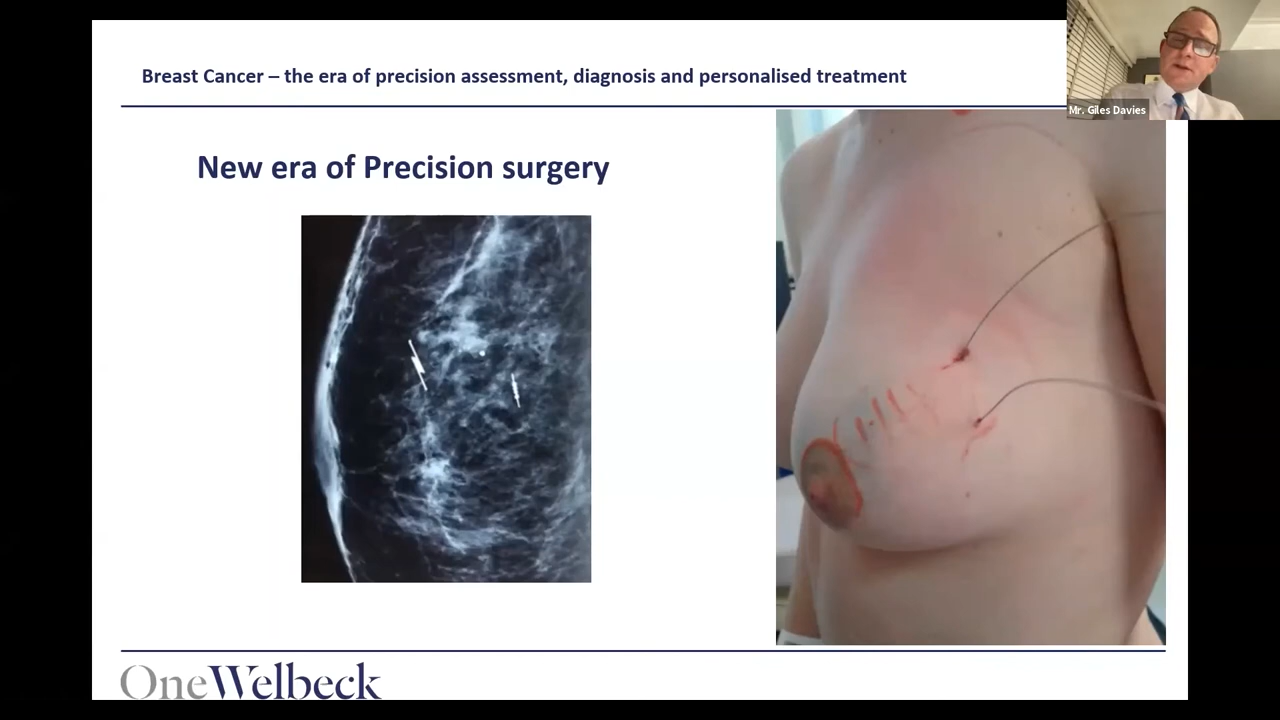 Breast Cancer – the era of precision assessment, diagnosis and personalised treatment
Mr. Giles Davies
New era of Precision surgery
OneWelbeck